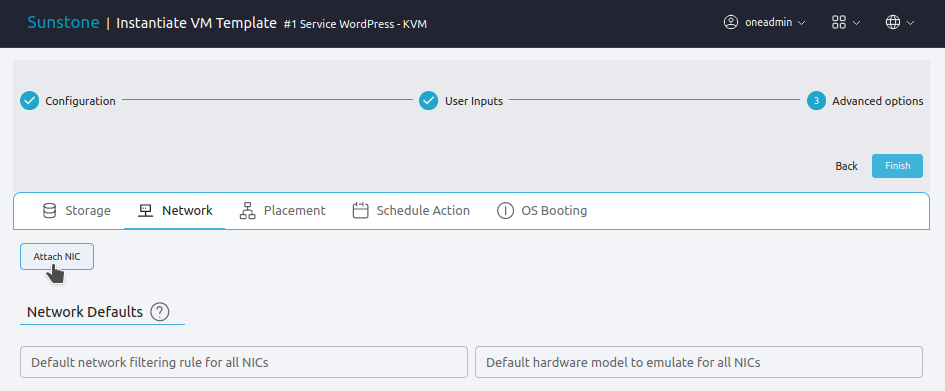 Sunstone | Instantiate VM Template #1 Service WordPress - KVM oneadmin
Configuration User Inputs 3 Advanced options
Back Finish
Storage Network Placement Schedule Action OS Booting
Attach NIC
Network Defaults ?
Default network filtering rule for all NICs Default hardware model to emulate for all NICs